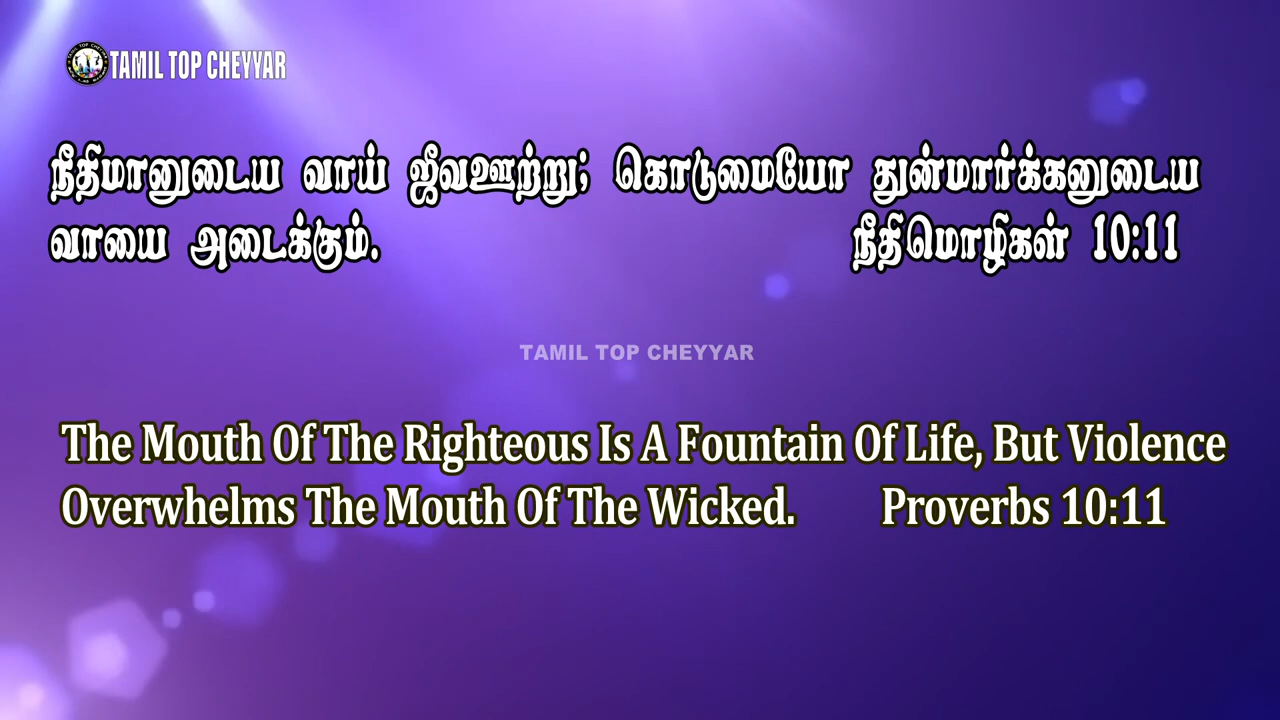 TAMIL TOP CHEYYAR
நீதிமானுடைய வாய் ஜீவஊற்று; கொடுமையோ துன்மார்க்கனுடைய
வாயை அடைக்கும். நீதிமொழிகள் 10:11
TAMIL TOP CHEYYAR
The Mouth Of The Righteous Is A Fountain Of Life, But Violence
Overwhelms The Mouth Of The Wicked. Proverbs 10:11